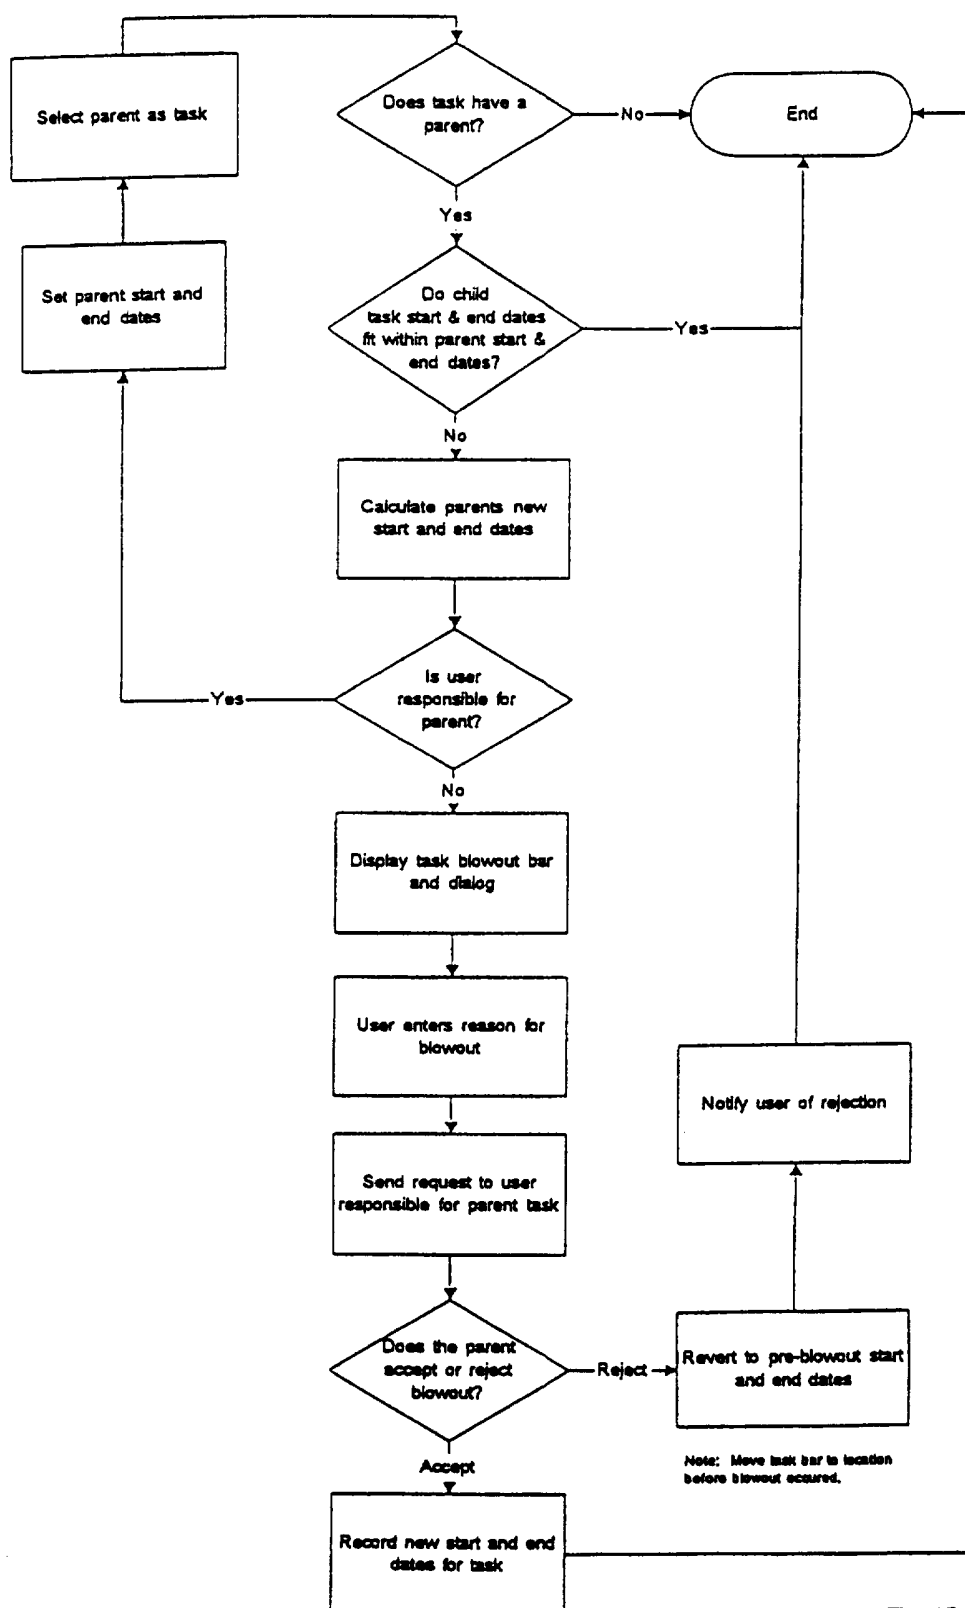 Select parent as task
Does task have a
parent?
No
End
Yes
Set parent start and
end dates
Do child
task start & end dates
fit within parent start &
end dates?
Yes
No
Calculate parents new
start and end dates
Is user
responsible for
parent?
Yes
No
Display task blowout bar
and dialog
User enters reason for
blowout
Notify user of rejection
Send request to user
responsible for parent task
Does the parent
accept or reject
blowout?
Reject
Revert to pre-blowout start
and end dates
Accept
Note: Move task bar to location
before blowout occured.
Record new start and end
dates for task